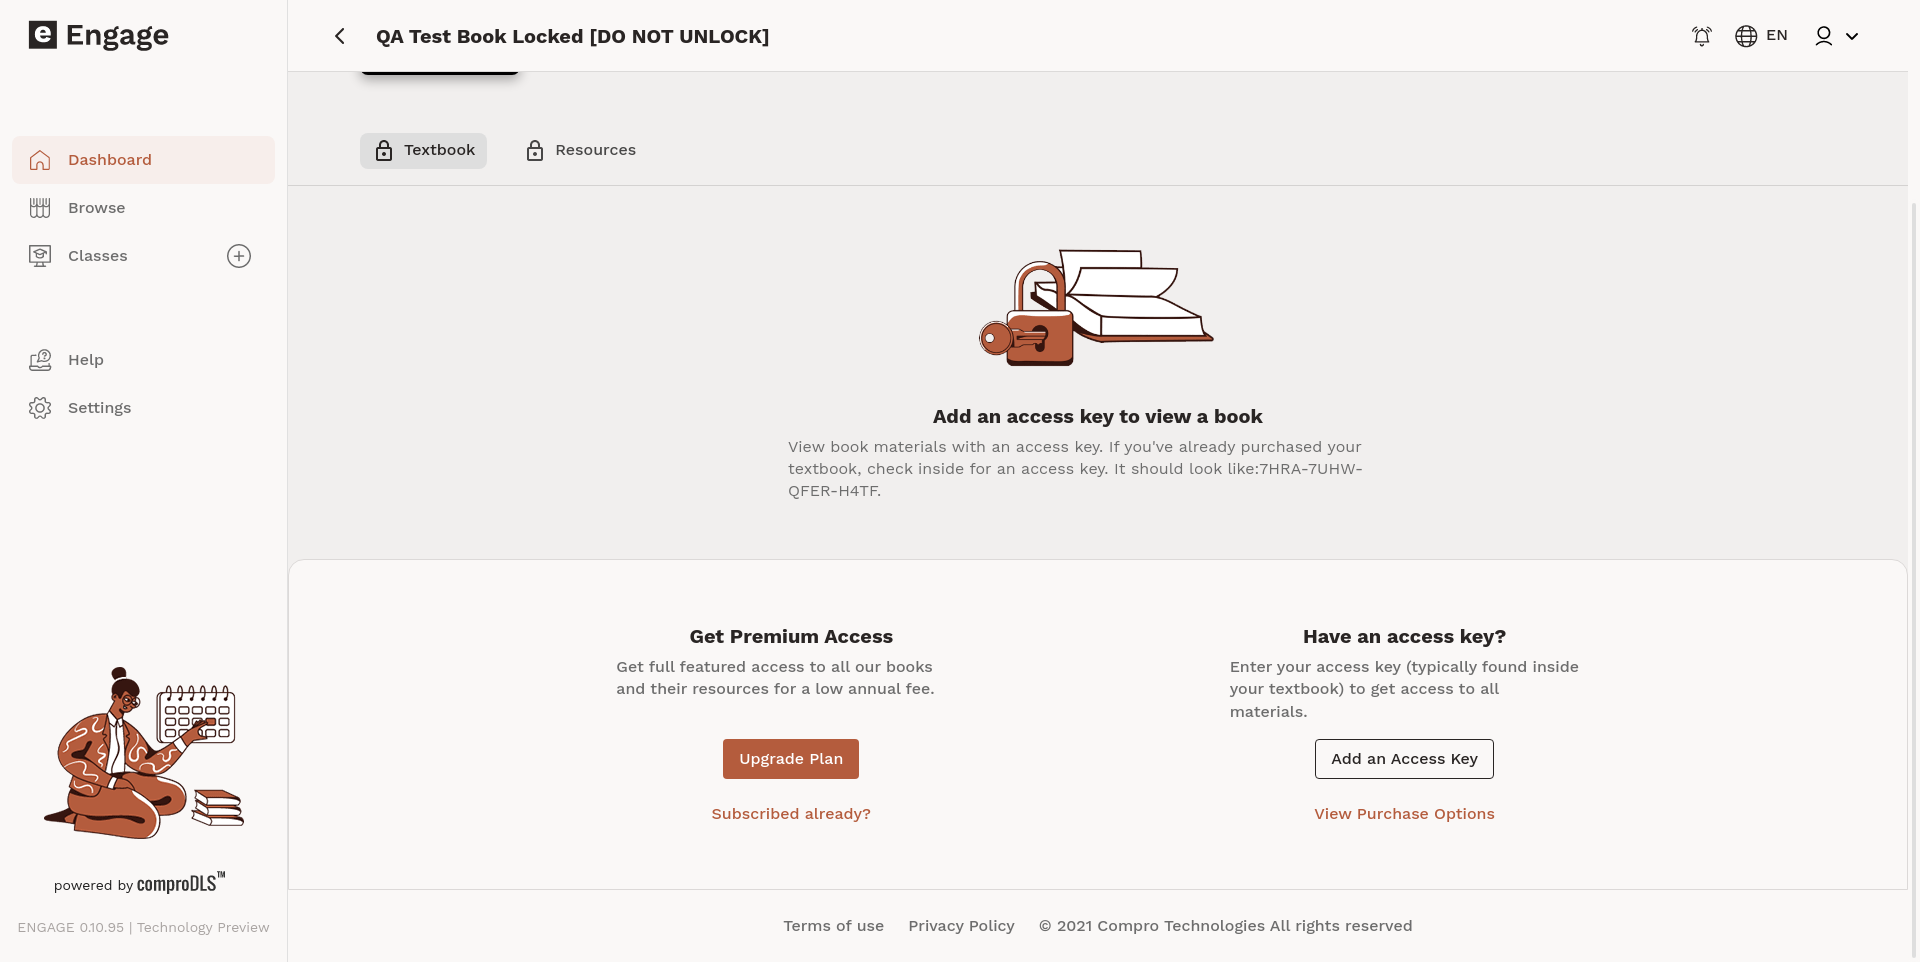 e Engage
QA Test Book Locked [DO NOT UNLOCK]
EN
Dashboard
Browse
Classes
Help
Settings
powered by comproDLS™
ENGAGE 0.10.95 | Technology Preview
Textbook
Resources
Add an access key to view a book
View book materials with an access key. If you've already purchased your
textbook, check inside for an access key. It should look like:7HRA-7UHW-
QFER-H4TF.
Get Premium Access
Get full featured access to all our books
and their resources for a low annual fee.
Upgrade Plan
Subscribed already?
Have an access key?
Enter your access key (typically found inside
your textbook) to get access to all
materials.
Add an Access Key
View Purchase Options
Terms of use
Privacy Policy
© 2021 Compro Technologies All rights reserved